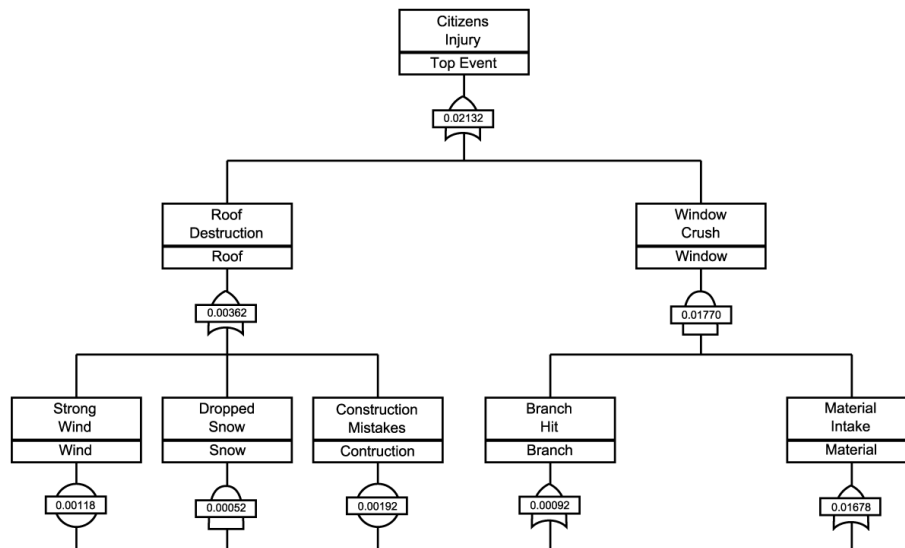 Citizens
Injury
Top Event
0.02132
Roof
Destruction
Roof
Window
Crush
Window
0.00362
0.01770
Strong
Wind
Wind
Dropped
Snow
Snow
Construction
Mistakes
Contruction
Branch
Hit
Branch
Material
Intake
Material
0.00118
0.00052
0.00192
0.00092
0.01678